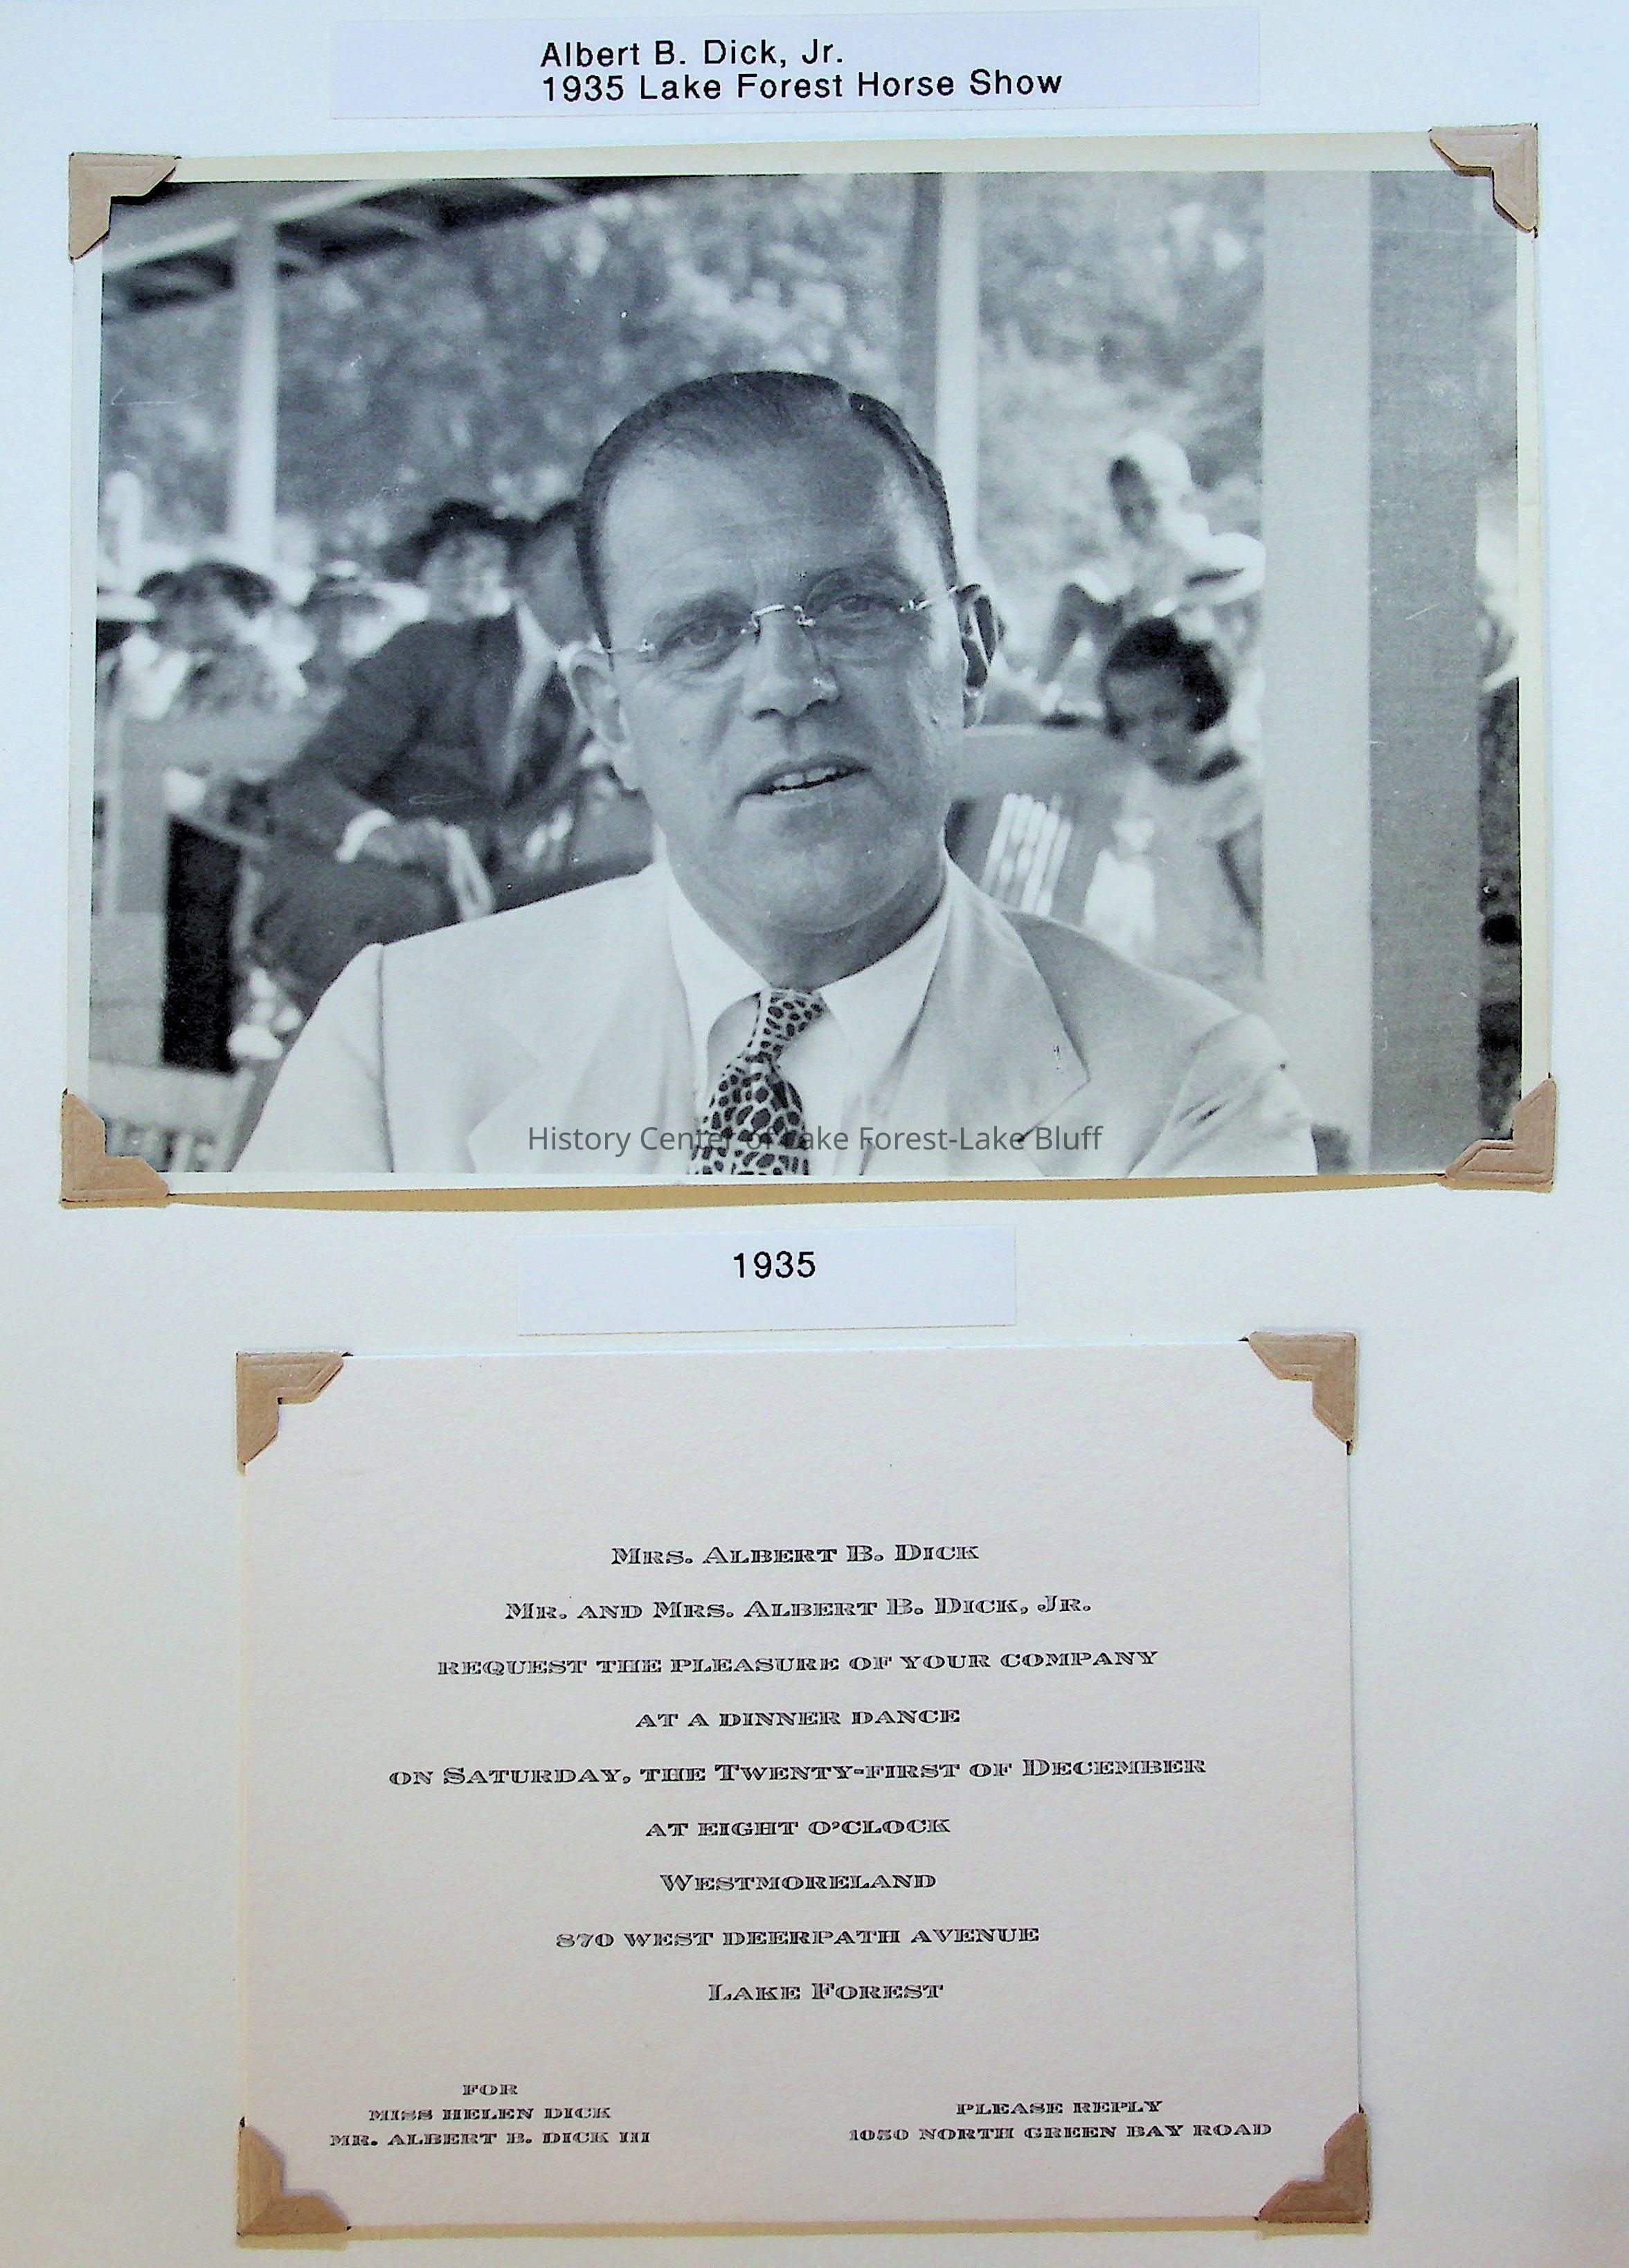 Albert B. Dick, Jr.
1935 Lake Forest Horse Show
History Center of Lake Forest-Lake Bluff
1935
Mrs. Albert B. Dick
Mr. and Mrs. Albert B. Dick, Jr.
request the pleasure of your company
at a dinner dance
on Saturday, the Twenty-first of December
at eight o'clock
Westmoreland
870 west deerpath avenue
Lake Forest
for
miss helen dick
mr. albert b. dick iii
please reply
1050 north green bay road